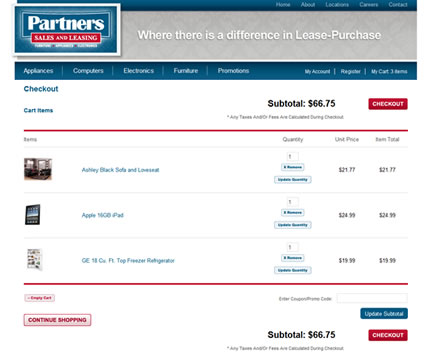 Home About Locations Careers Contact
Partners
SALES AND LEASING
FURNITURE APPLIANCES ELECTRONICS
Where there is a difference in Lease-Purchase
Appliances Computers Electronics Furniture Promotions My Account Register My Cart: 3 items
Checkout
Subtotal: $66.75 CHECKOUT
Cart Items
* Any Taxes And/Or Fees Are Calculated During Checkout.
Items Quantity Unit Price Item Total
1
X Remove
Ashley Black Sofa and Loveseat $21.77 $21.77
Update Quantity
1
X Remove
Apple 16GB iPad $24.99 $24.99
Update Quantity
1
X Remove
GE 18 Cu. Ft. Top Freezer Refrigerator $19.99 $19.99
Update Quantity
Empty Cart Enter Coupon/Promo Code:
Update Subtotal
CONTINUE SHOPPING
Subtotal: $66.75 CHECKOUT
* Any Taxes And/Or Fees Are Calculated During Checkout.